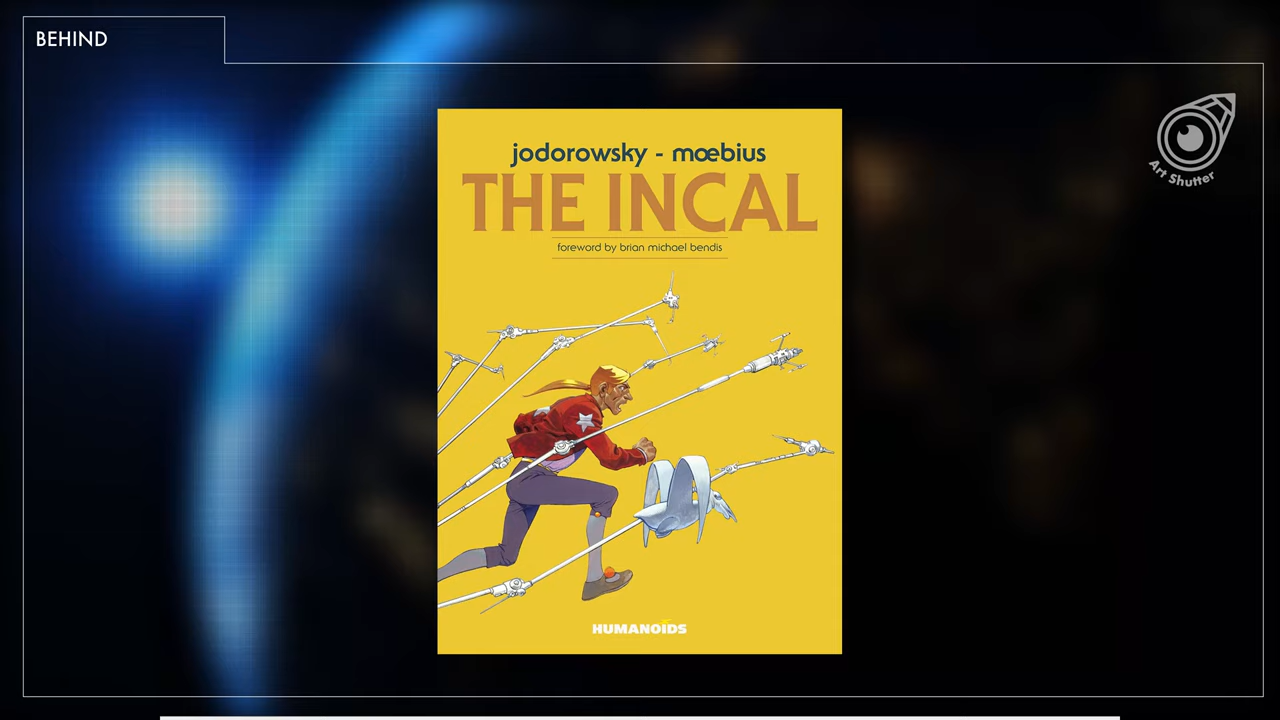 BEHIND
jodorowsky - mœbius
THE INCAL
foreword by brian michael bendis
HUMANOIDS
Art Shutter